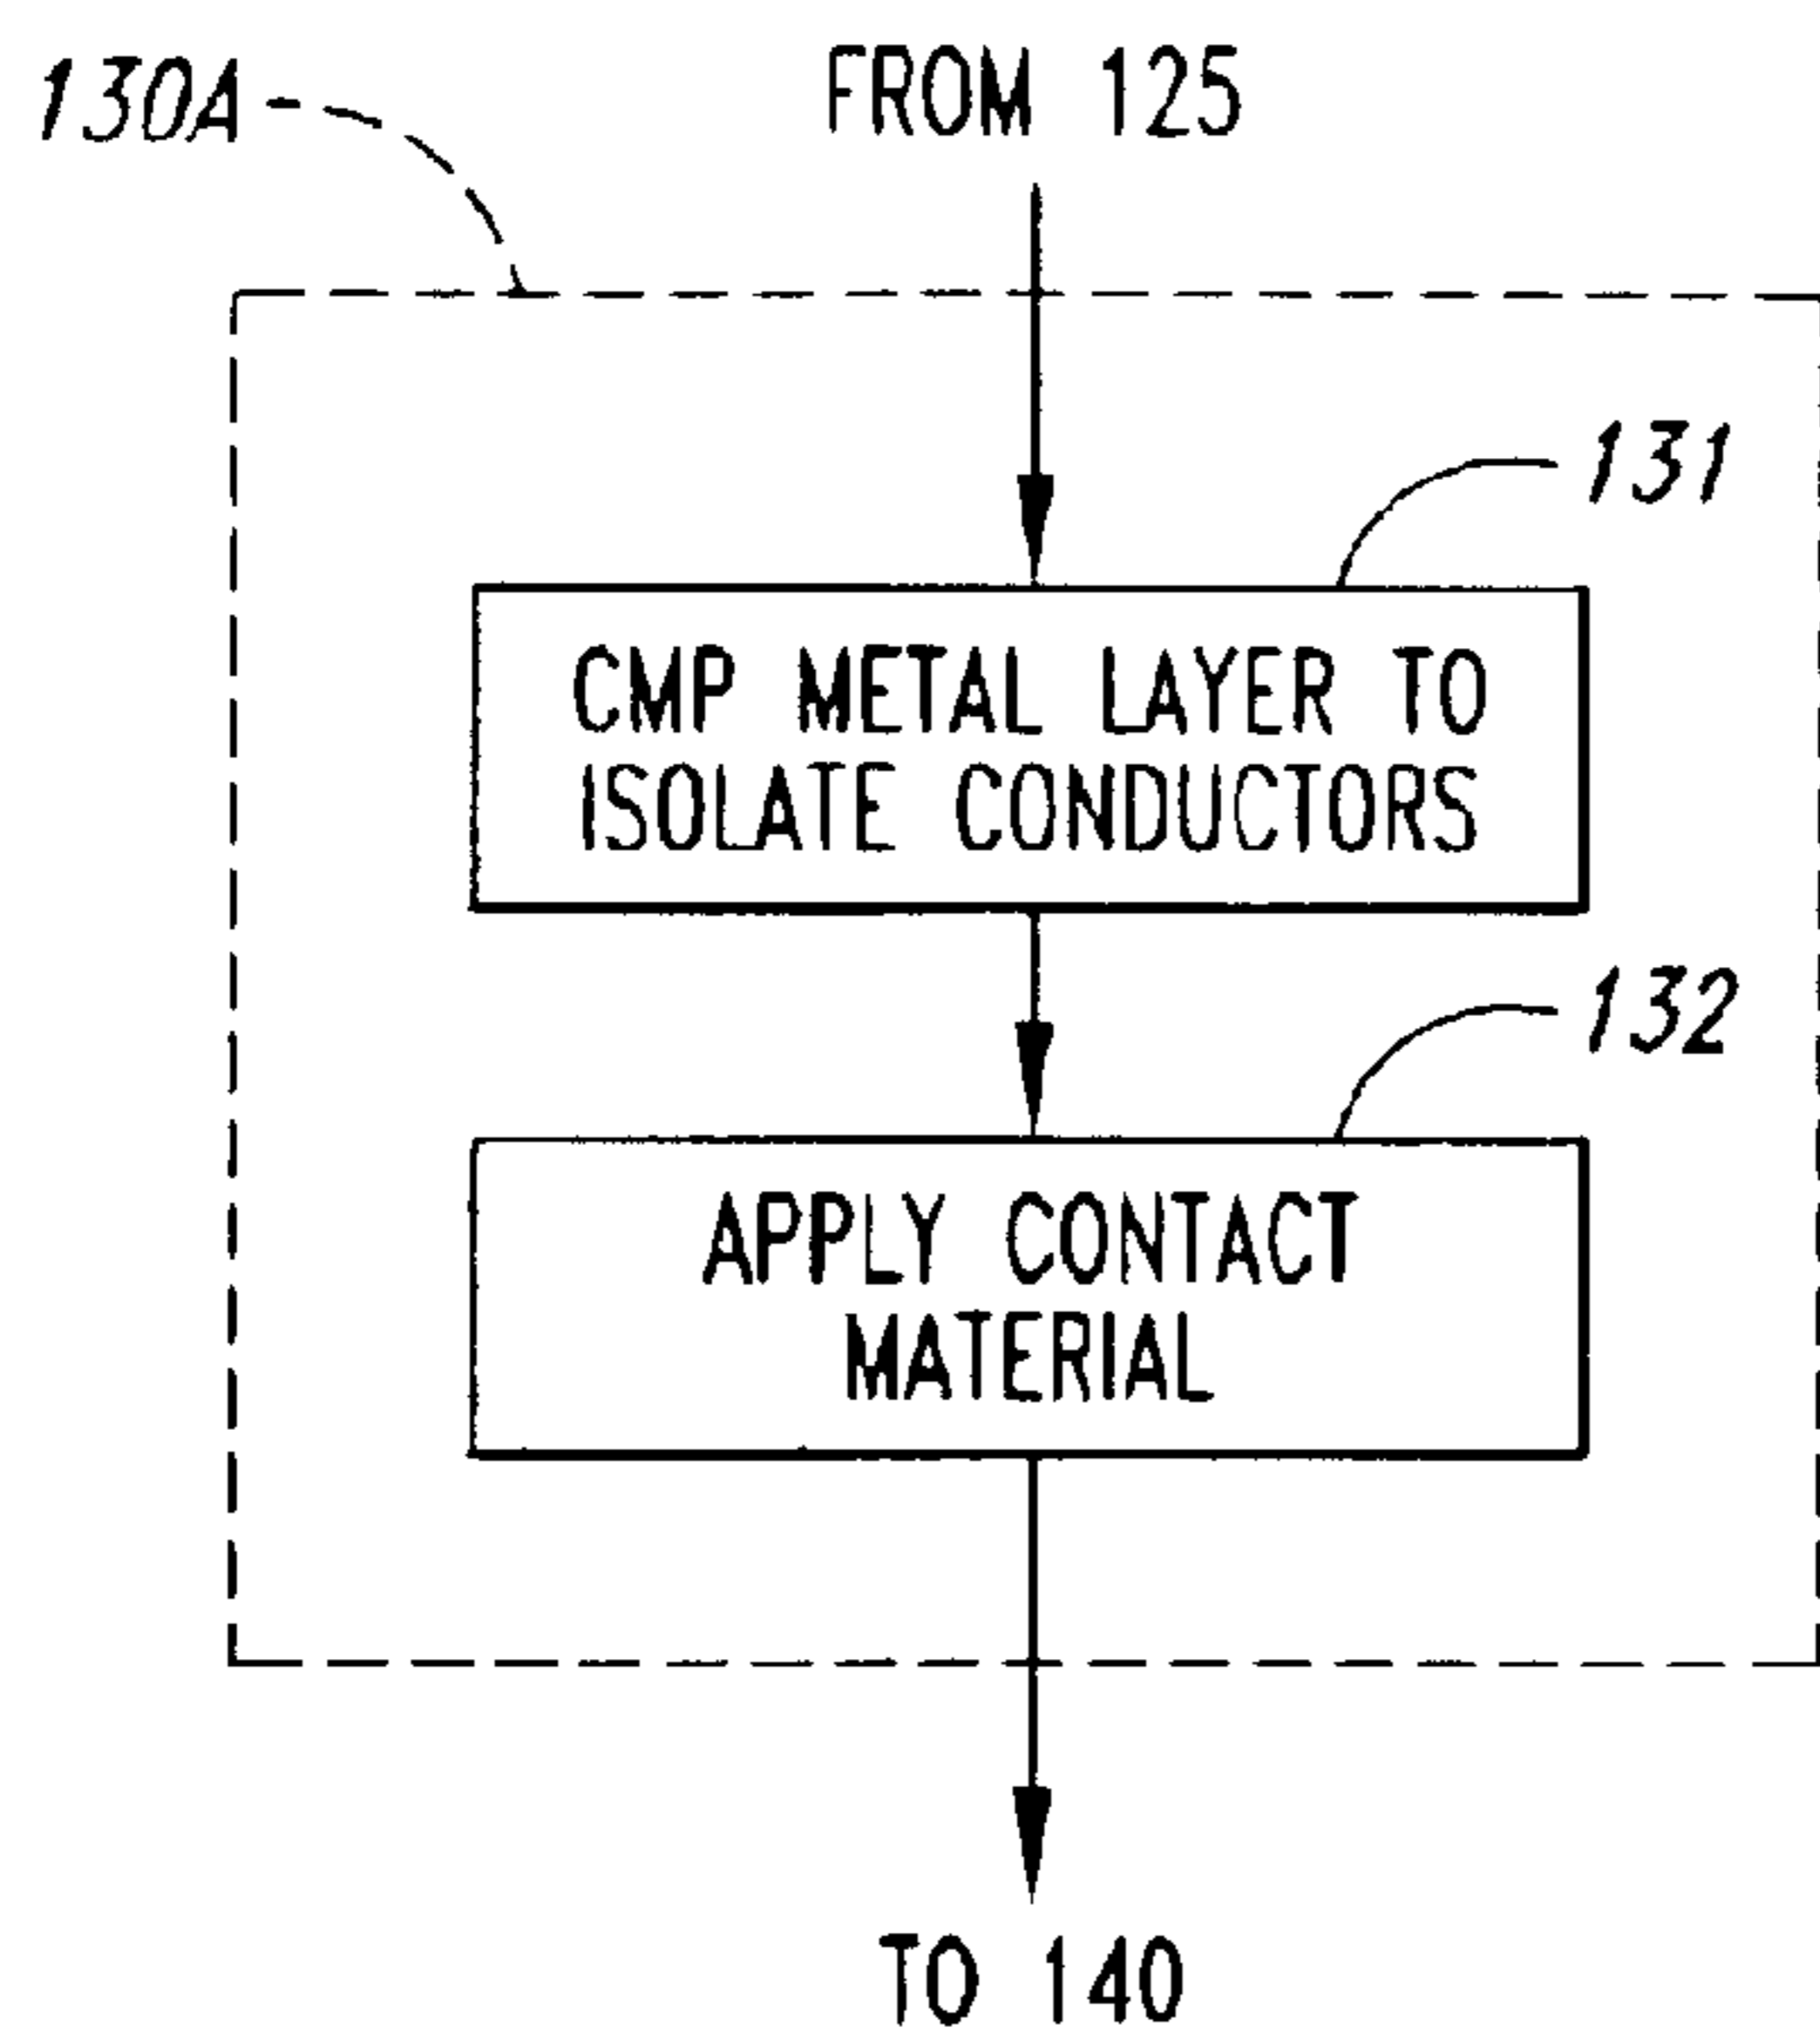 130A
FROM 125
131
CMP METAL LAYER TO
ISOLATE CONDUCTORS
132
APPLY CONTACT
MATERIAL
TO 140